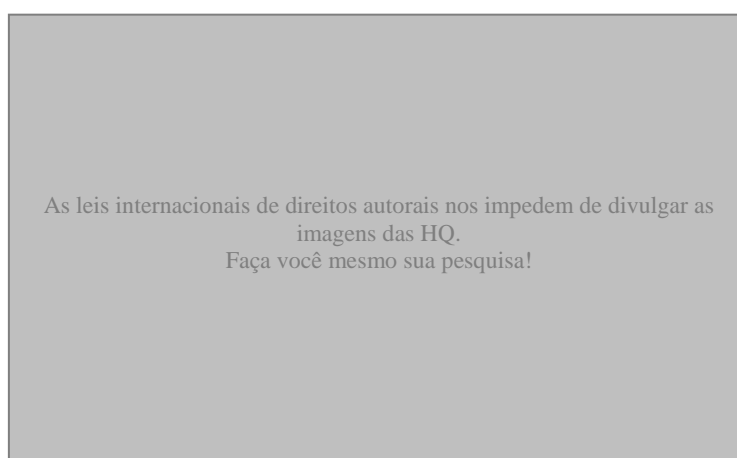 As leis internacionais de direitos autorais nos impedem de divulgar as
imagens das HQ.
Faça você mesmo sua pesquisa!